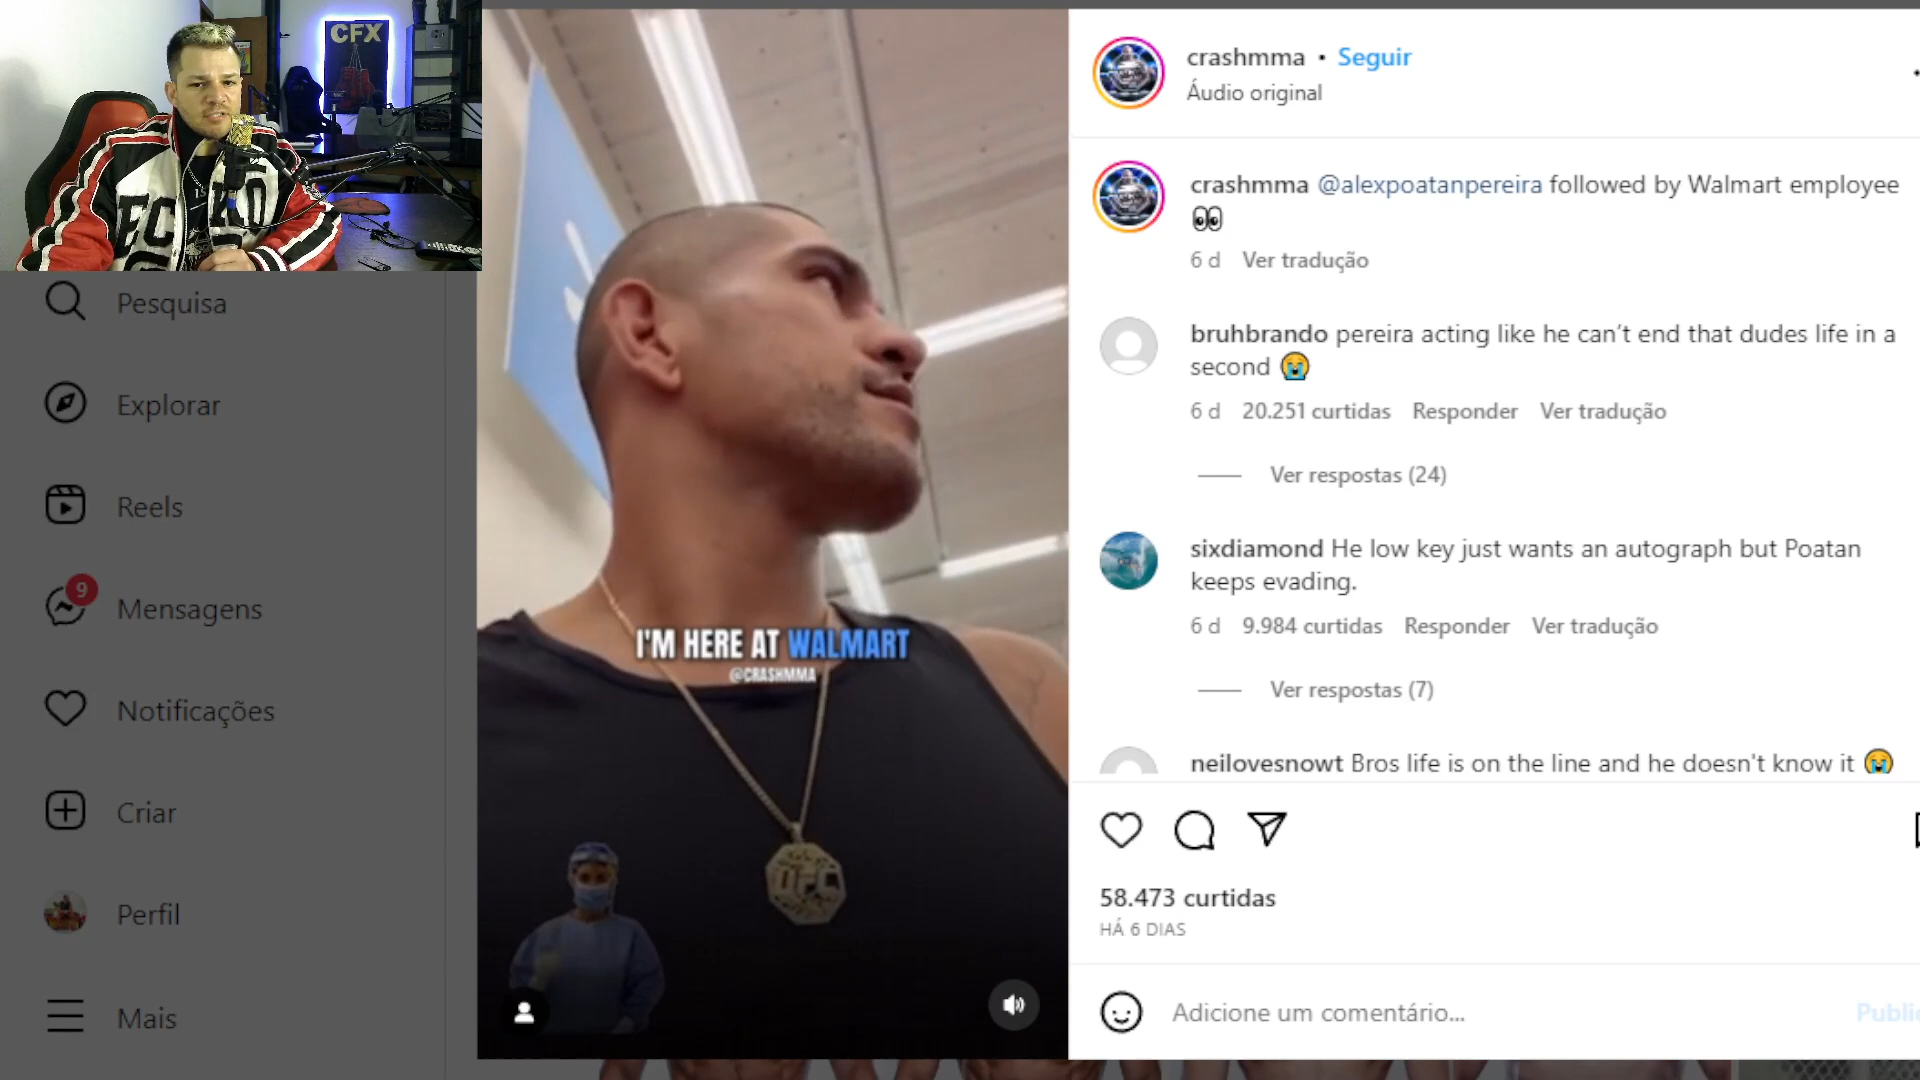 CFX
Pesquisa
Explorar
Reels
9
Mensagens
Notificações
Criar
Perfil
Mais
I'M HERE AT WALMART
@CRASHMMA
crashmma • Seguir
Áudio original
crashmma @alexpoatanpereira followed by Walmart employee
👀
6 d Ver tradução
bruhbrando pereira acting like he can’t end that dudes life in a
second 😭
6 d 20.251 curtidas Responder Ver tradução
Ver respostas (24)
sixdiamond He low key just wants an autograph but Poatan
keeps evading.
6 d 9.984 curtidas Responder Ver tradução
Ver respostas (7)
neilovesnowt Bros life is on the line and he doesn't know it 😭
58.473 curtidas
HÁ 6 DIAS
Adicione um comentário...